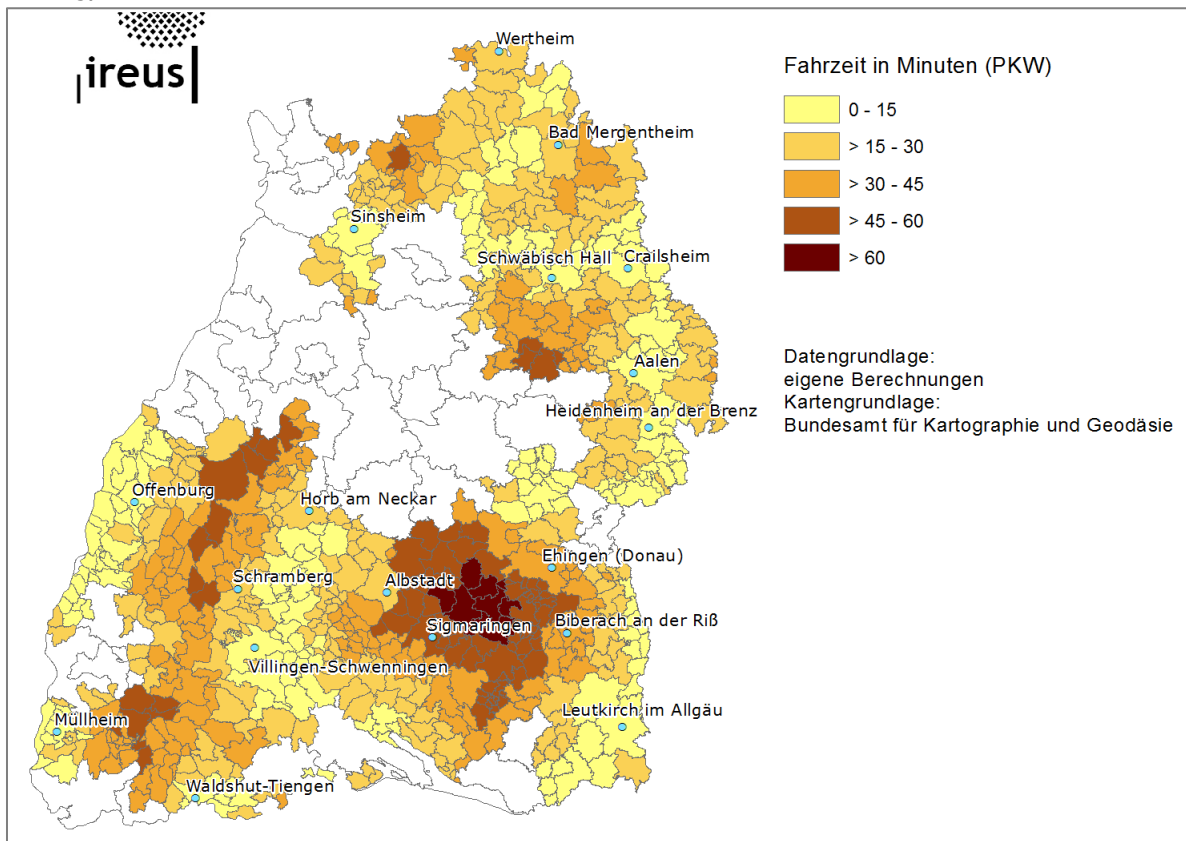 ireus
Wertheim
Bad Mergentheim
Sinsheim
Schwäbisch Hall
Crailsheim
Aalen
Heidenheim an der Brenz
Offenburg
Horb am Neckar
Ehingen (Donau)
Schramberg
Albstadt
Sigmaringen
Biberach an der Riß
Villingen-Schwenningen
Leutkirch im Allgäu
Müllheim
Waldshut-Tiengen
Fahrzeit in Minuten (PKW)
0 - 15
> 15 - 30
> 30 - 45
> 45 - 60
> 60
Datengrundlage:
eigene Berechnungen
Kartengrundlage:
Bundesamt für Kartographie und Geodäsie